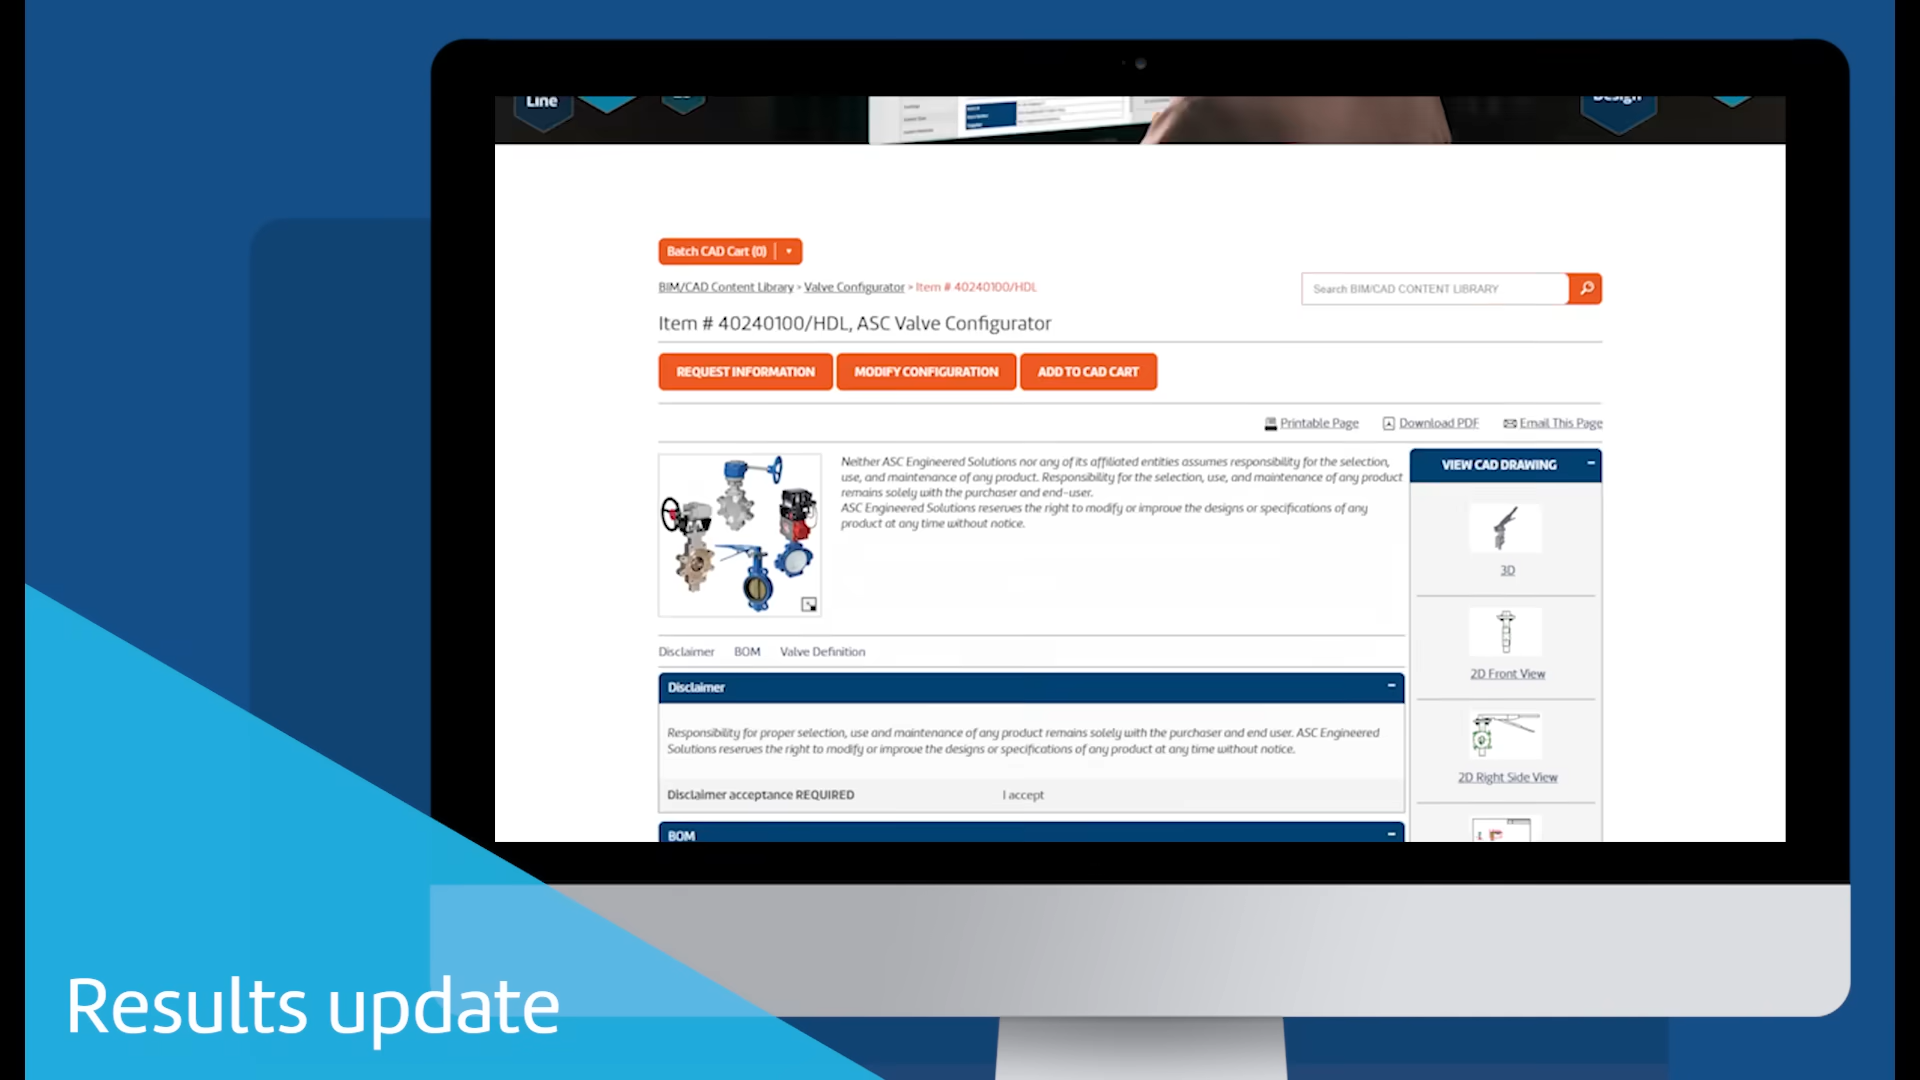 Line
Design
Batch CAD Cart (0)
BIM/CAD Content Library > Valve Configurator > Item # 40240100/HDL
Search BIM/CAD CONTENT LIBRARY
Item # 40240100/HDL, ASC Valve Configurator
REQUEST INFORMATION
MODIFY CONFIGURATION
ADD TO CAD CART
Printable Page
Download PDF
Email This Page
Neither ASC Engineered Solutions nor any of its affiliated entities assumes responsibility for the selection,
use, and maintenance of any product. Responsibility for the selection, use, and maintenance of any product
remains solely with the purchaser and end-user.
ASC Engineered Solutions reserves the right to modify or improve the designs or specifications of any
product at any time without notice.
VIEW CAD DRAWING
3D
2D Front View
2D Right Side View
Disclaimer
BOM
Valve Definition
Disclaimer
Responsibility for proper selection, use and maintenance of any product remains solely with the purchaser and end user. ASC Engineered
Solutions reserves the right to modify or improve the designs or specifications of any product at any time without notice.
Disclaimer acceptance REQUIRED
I accept
BOM
Results update